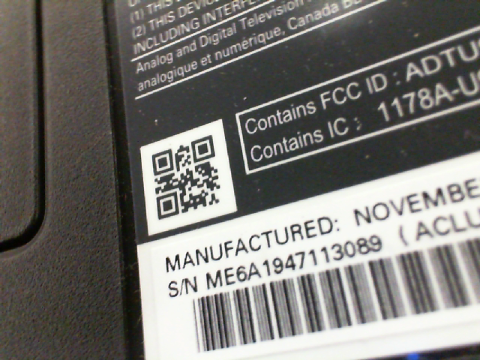 (2) THIS DEVICE
INCLUDING INTERFE
Analog and Digital Television
analogique et numérique, Canada
Contains FCC ID : ADTU
Contains IC : 1178A-U
MANUFACTURED: NOVEMBE
S/N ME6A1947113089 (ACLU